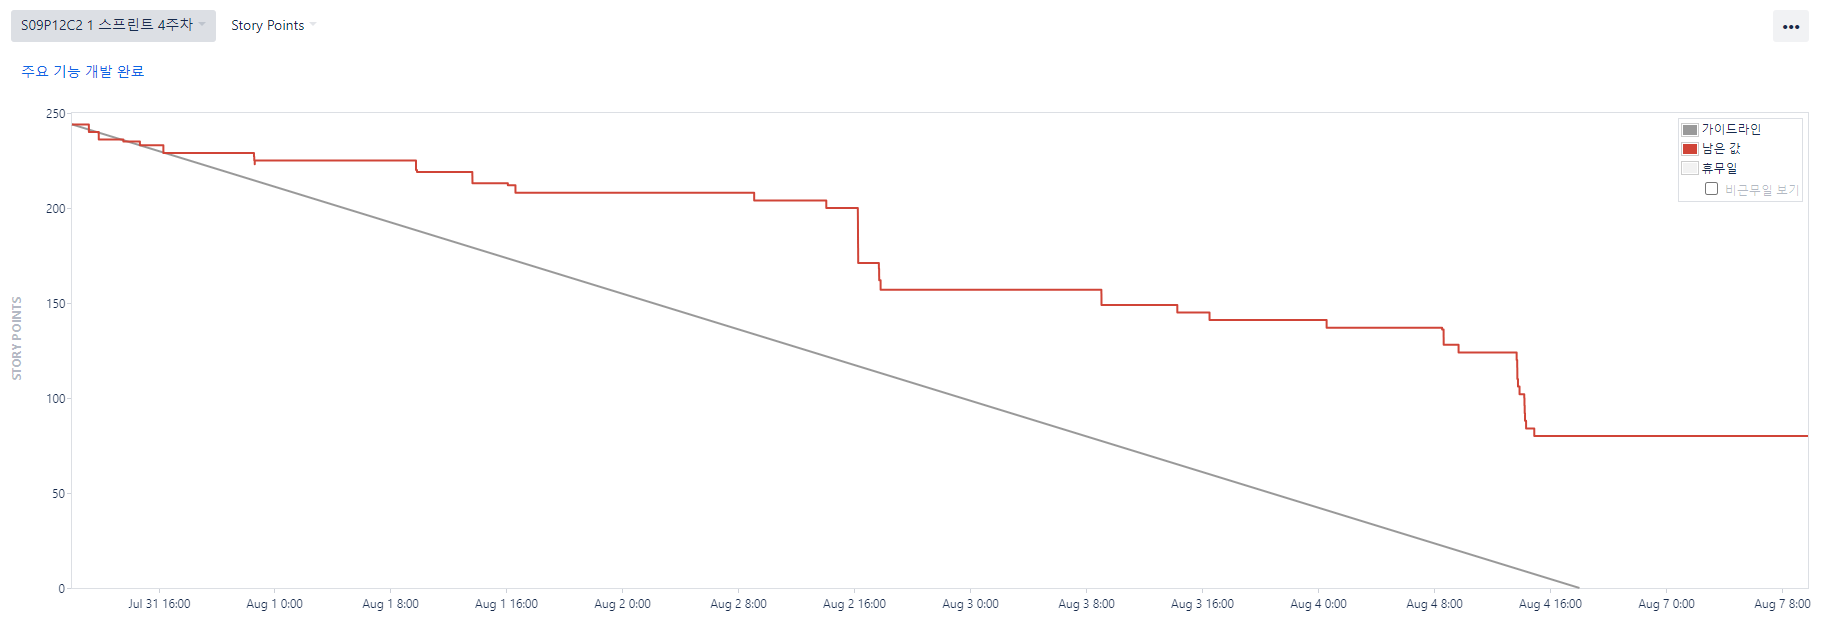 S09P12C2 1 스프린트 4주차 Story Points
주요 기능 개발 완료
STORY POINTS
250
200
150
100
50
0
가이드라인
남은 값
휴무일
비근무일 보기
Jul 31 16:00 Aug 1 0:00 Aug 1 8:00 Aug 1 16:00 Aug 2 0:00 Aug 2 8:00 Aug 2 16:00 Aug 3 0:00 Aug 3 8:00 Aug 3 16:00 Aug 4 0:00 Aug 4 8:00 Aug 4 16:00 Aug 7 0:00 Aug 7 8:00